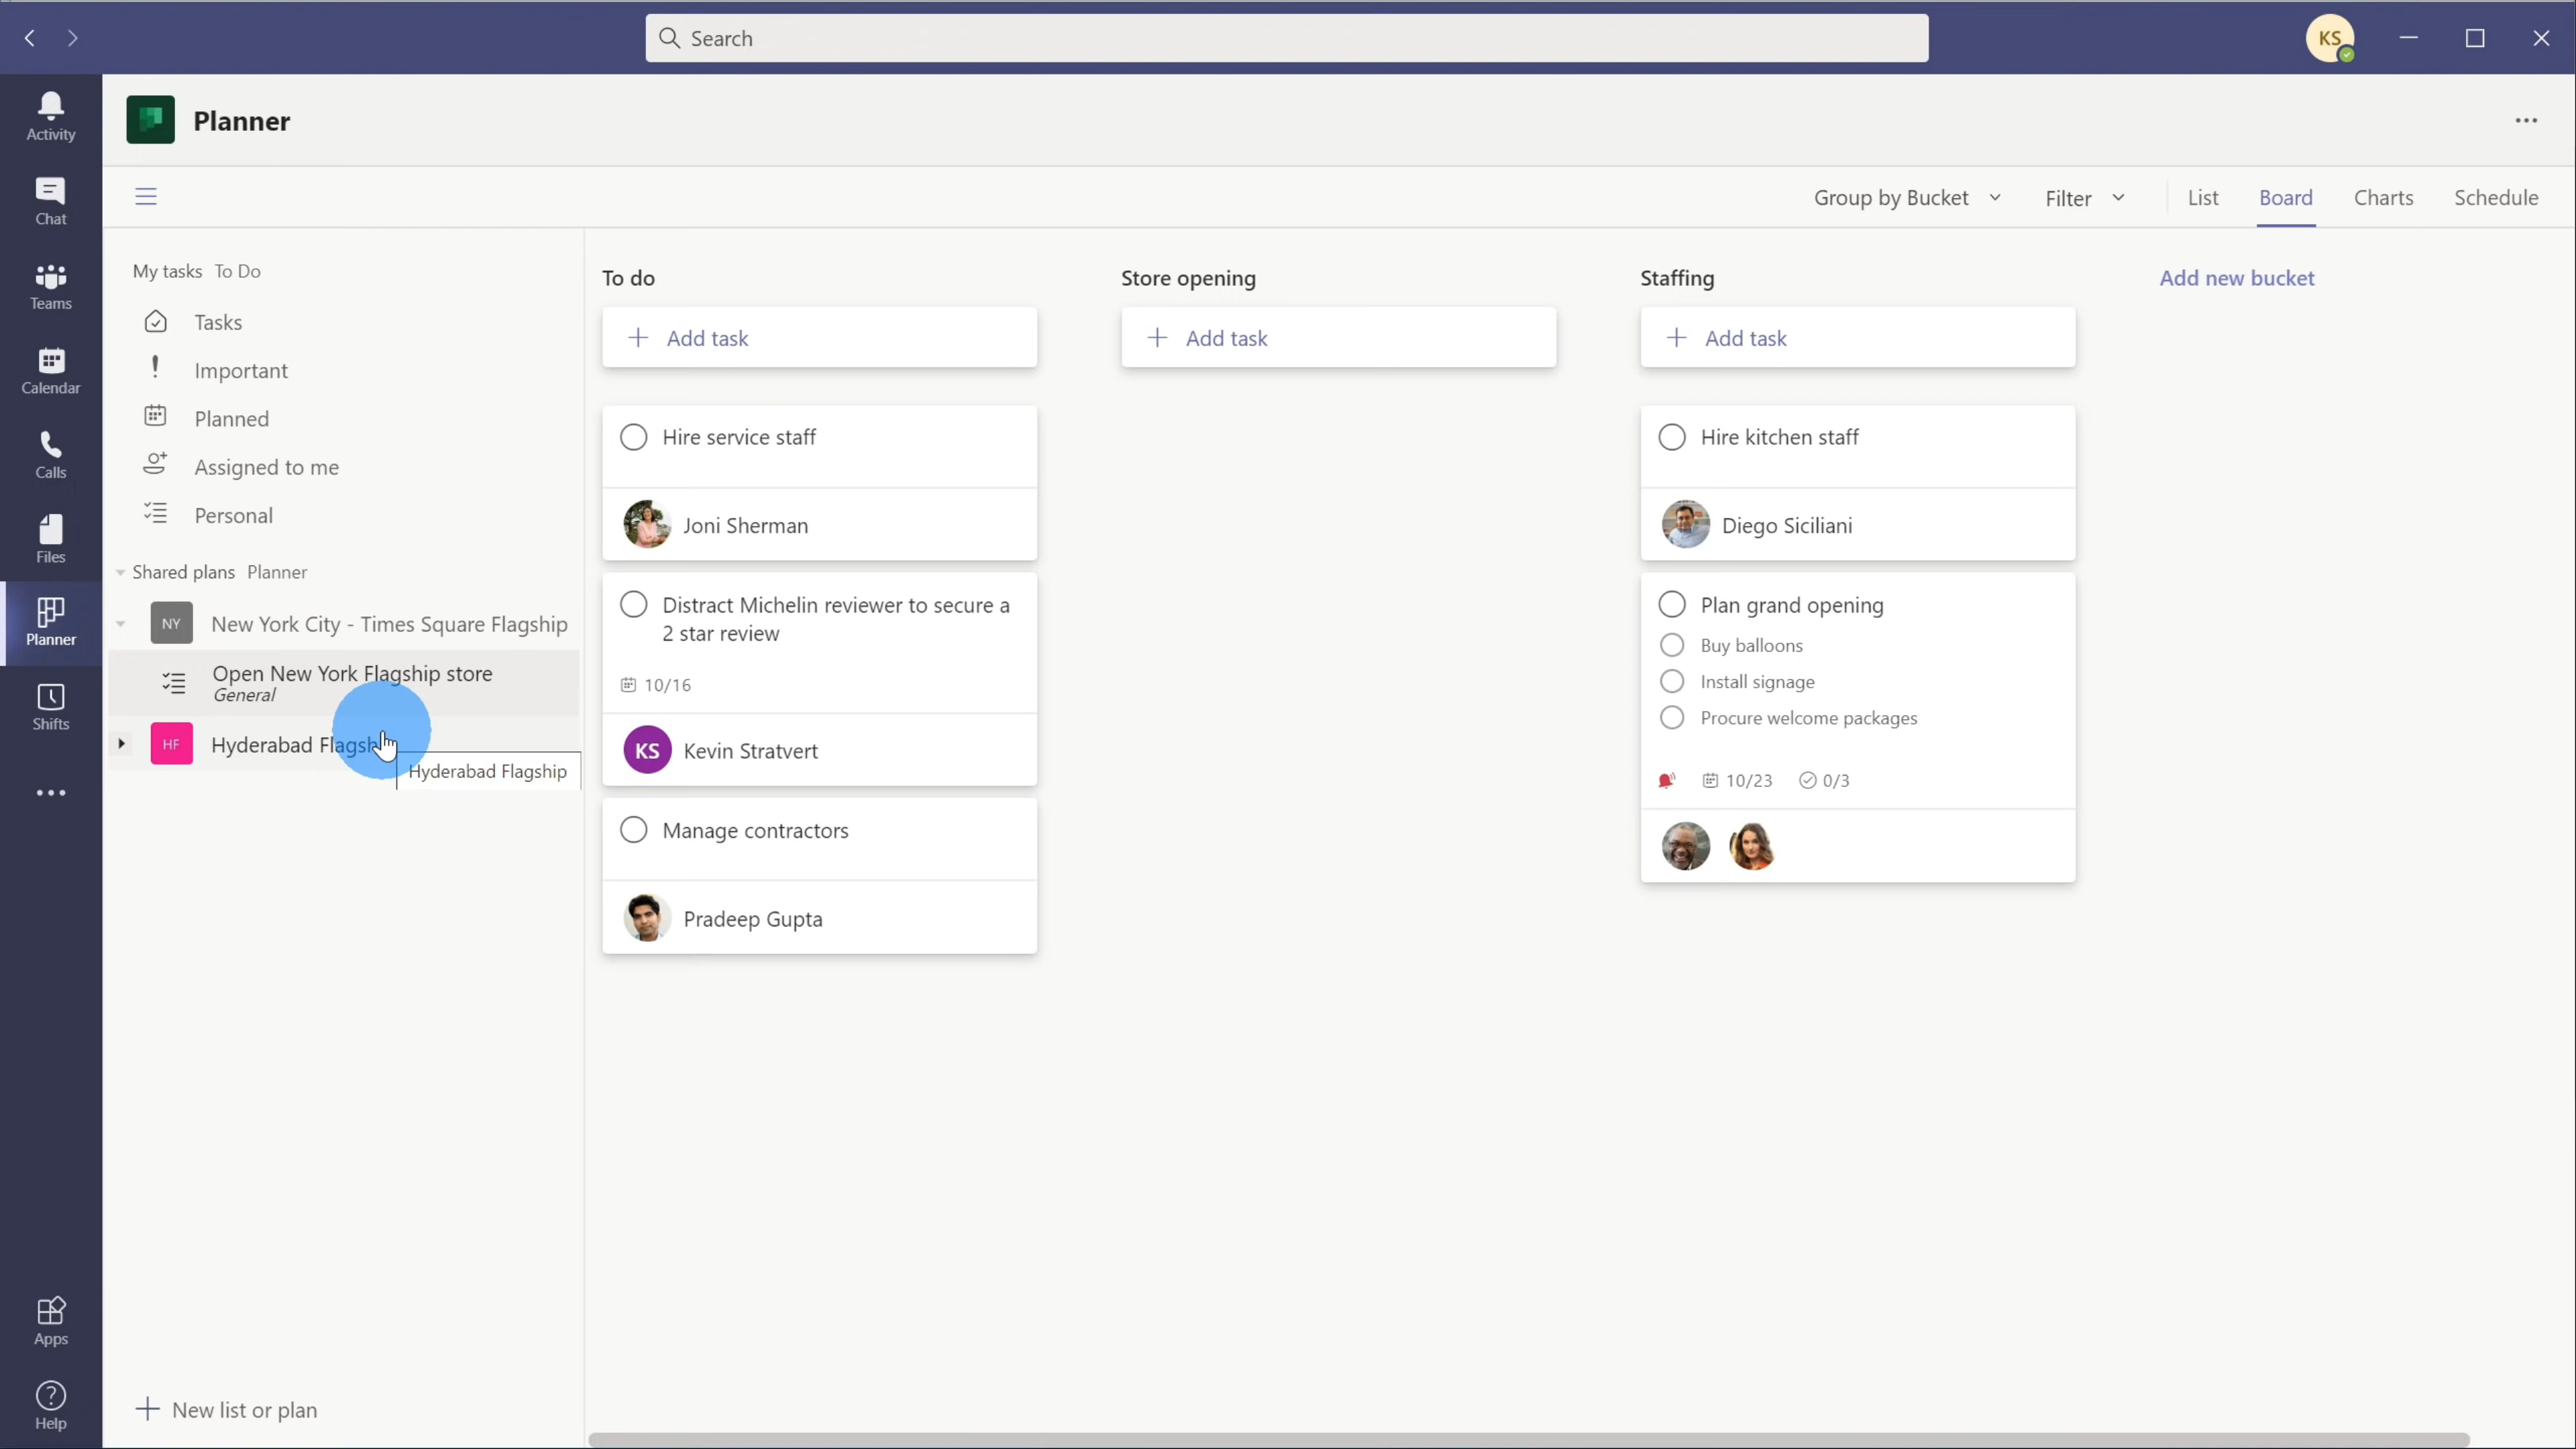 Search
KS
Activity
Chat
Teams
Calendar
Calls
Files
Planner
Shifts
Apps
Help
Planner
Group by Bucket
Filter
List
Board
Charts
Schedule
My tasks To Do
Tasks
Important
Planned
Assigned to me
Personal
Shared plans Planner
NY New York City - Times Square Flagship
Open New York Flagship store
General
HF Hyderabad Flagship
Hyderabad Flagship
New list or plan
To do
Add task
Hire service staff
Joni Sherman
Distract Michelin reviewer to secure a
2 star review
10/16
KS Kevin Stratvert
Manage contractors
Pradeep Gupta
Store opening
Add task
Staffing
Add task
Hire kitchen staff
Diego Siciliani
Plan grand opening
Buy balloons
Install signage
Procure welcome packages
10/23 0/3
Add new bucket